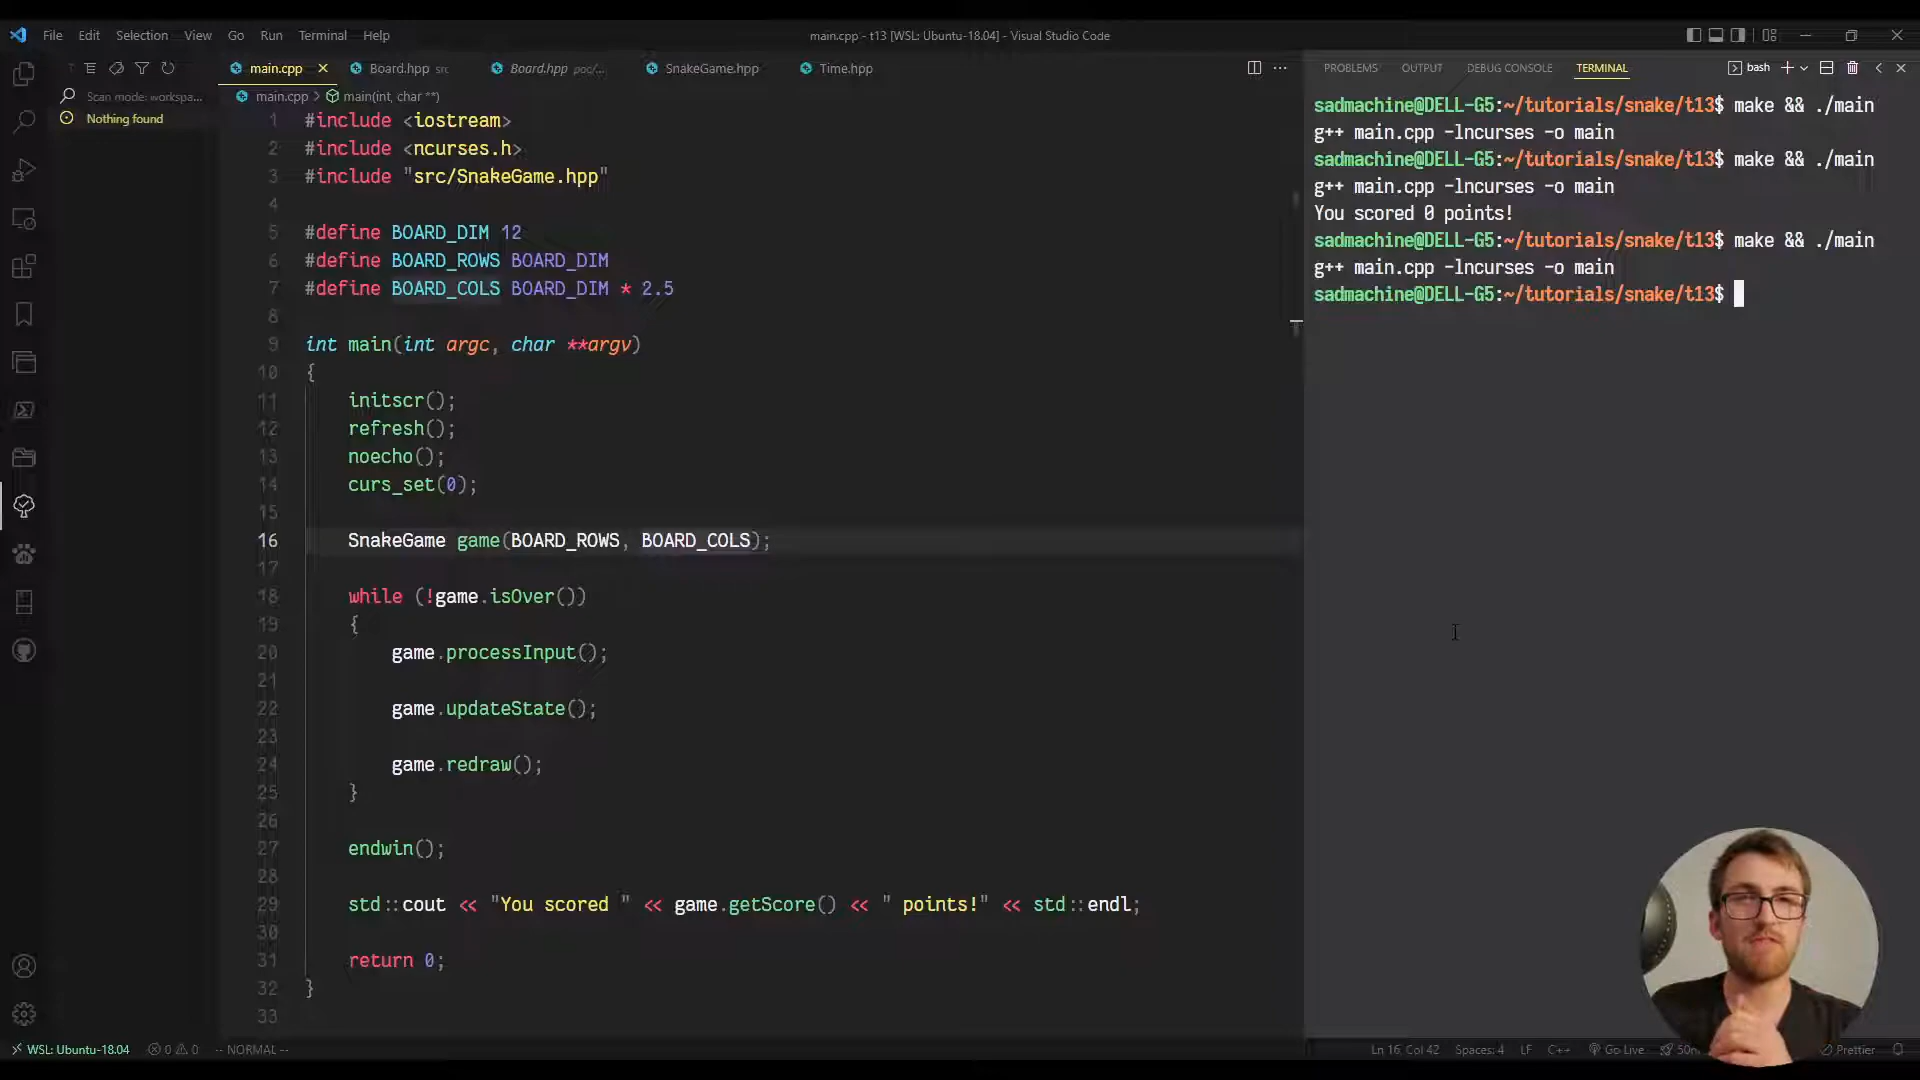 File Edit Selection View Go Run Terminal Help
main.cpp - t13 [WSL: Ubuntu-18.04] - Visual Studio Code
main.cpp Board.hpp src Board.hpp poc/... SnakeGame.hpp Time.hpp
Scan mode: workspa...
Nothing found
main.cpp > main(int, char **)
1 #include <iostream>
2 #include <ncurses.h>
3 #include "src/SnakeGame.hpp"
4
5 #define BOARD_DIM 12
6 #define BOARD_ROWS BOARD_DIM
7 #define BOARD_COLS BOARD_DIM * 2.5
8
9 int main(int argc, char **argv)
10 {
11 initscr();
12 refresh();
13 noecho();
14 curs_set(0);
15
16 SnakeGame game(BOARD_ROWS, BOARD_COLS);
17
18 while (!game.isOver())
19 {
20 game.processInput();
21
22 game.updateState();
23
24 game.redraw();
25 }
26
27 endwin();
28
29 std::cout << "You scored " << game.getScore() << " points!" << std::endl;
30
31 return 0;
32 }
33
PROBLEMS OUTPUT DEBUG CONSOLE TERMINAL bash
sadmachine@DELL-G5:~/tutorials/snake/t13$ make && ./main
g++ main.cpp -lncurses -o main
sadmachine@DELL-G5:~/tutorials/snake/t13$ make && ./main
g++ main.cpp -lncurses -o main
You scored 0 points!
sadmachine@DELL-G5:~/tutorials/snake/t13$ make && ./main
g++ main.cpp -lncurses -o main
sadmachine@DELL-G5:~/tutorials/snake/t13$
WSL: Ubuntu-18.04 0 0 -- NORMAL -- Ln 16, Col 42 Spaces: 4 LF C++ Go Live Prettier